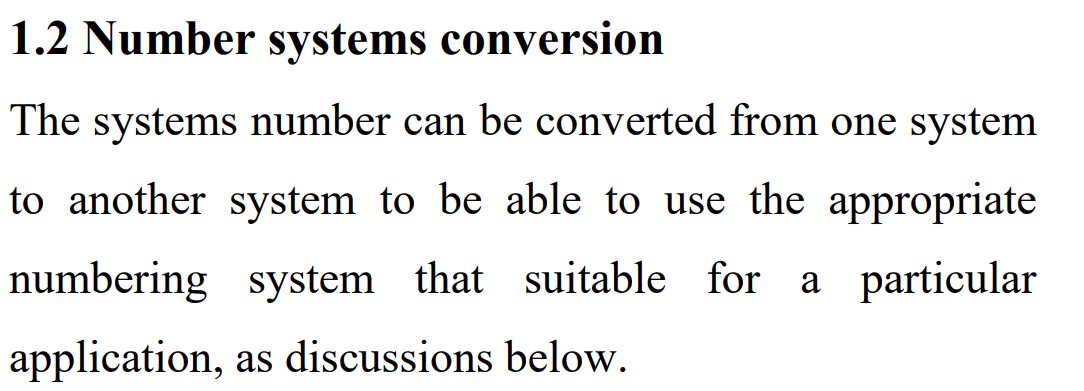 1.2 Number systems conversion
The systems number can be converted from one system
to another system to be able to use the appropriate
numbering system that suitable for a particular
application, as discussions below.